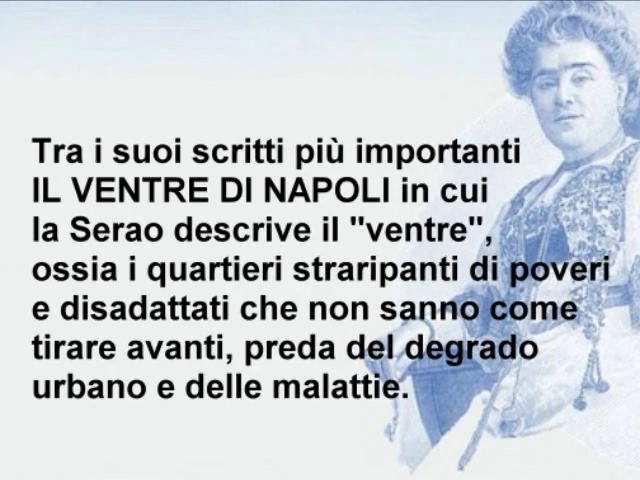 Tra i suoi scritti più importanti
IL VENTRE DI NAPOLI in cui
la Serao descrive il "ventre",
ossia i quartieri straripanti di poveri
e disadattati che non sanno come
tirare avanti, preda del degrado
urbano e delle malattie.